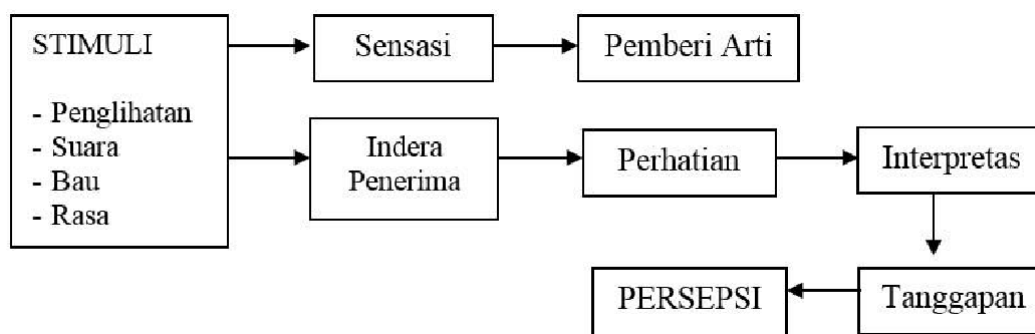 STIMULI
- Penglihatan
- Suara
- Bau
- Rasa
Sensasi
Pemberi Arti
Indera
Penerima
Perhatian
Interpretas
Tanggapan
PERSEPSI